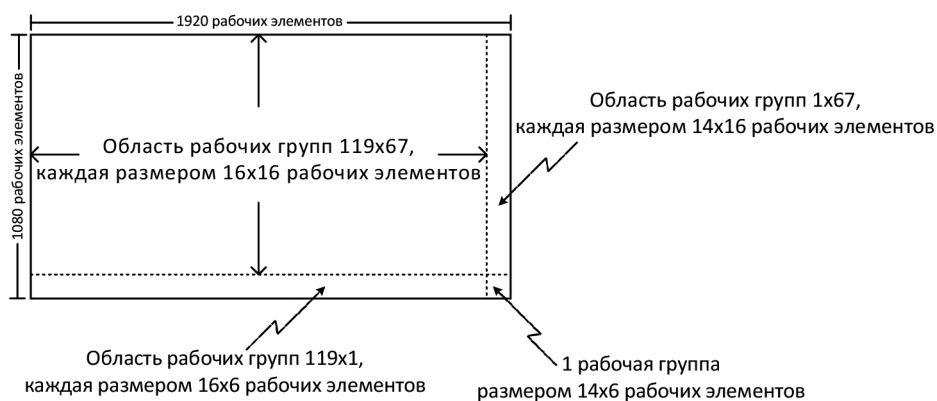 1920 рабочих элементов
1080 рабочих элементов
Область рабочих групп 119x67,
каждая размером 16x16 рабочих элементов
Область рабочих групп 1x67,
каждая размером 14x16 рабочих элементов
Область рабочих групп 119x1,
каждая размером 16x6 рабочих элементов
1 рабочая группа
размером 14x6 рабочих элементов